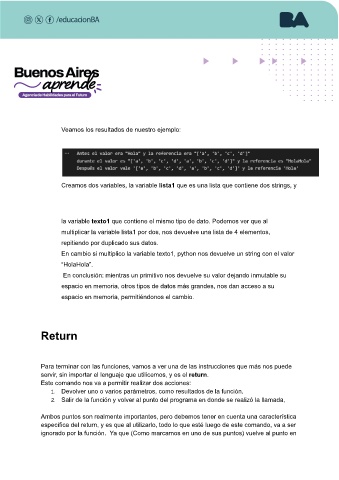 /educacionBA
BA
Buenos Aires
aprende
Agencia de Habilidades para el Futuro
Veamos los resultados de nuestro ejemplo:
Antes el valor era "Hola" y la referencia era "['a', 'b', 'c', 'd']"
durante el valor es "['a', 'b', 'c', 'd', 'a', 'b', 'c', 'd']" y la referencia es "HolaHola"
Después el valor vale '['a', 'b', 'c', 'd', 'a', 'b', 'c', 'd']' y la referencia 'Hola'
Creamos dos variables, la variable lista1 que es una lista que contiene dos strings, y
la variable texto1 que contiene el mismo tipo de dato. Podemos ver que al
multiplicar la variable lista1 por dos, nos devuelve una lista de 4 elementos,
repitiendo por duplicado sus datos.
En cambio si multiplico la variable texto1, python nos devuelve un string con el valor
"HolaHola".
En conclusión: mientras un primitivo nos devuelve su valor dejando inmutable su
espacio en memoria, otros tipos de datos más grandes, nos dan acceso a su
espacio en memoria, permitiéndonos el cambio.
Return
Para terminar con las funciones, vamos a ver una de las instrucciones que más nos puede
servir, sin importar el lenguaje que utilicemos, y es el return.
Este comando nos va a permitir realizar dos acciones:
1. Devolver uno o varios parámetros, como resultados de la función.
2. Salir de la función y volver al punto del programa en donde se realizó la llamada.
Ambos puntos son realmente importantes, pero debemos tener en cuenta una característica
específica del return, y es que al utilizarlo, todo lo que esté luego de este comando, va a ser
ignorado por la función. Ya que (Como marcamos en uno de sus puntos) vuelve al punto en